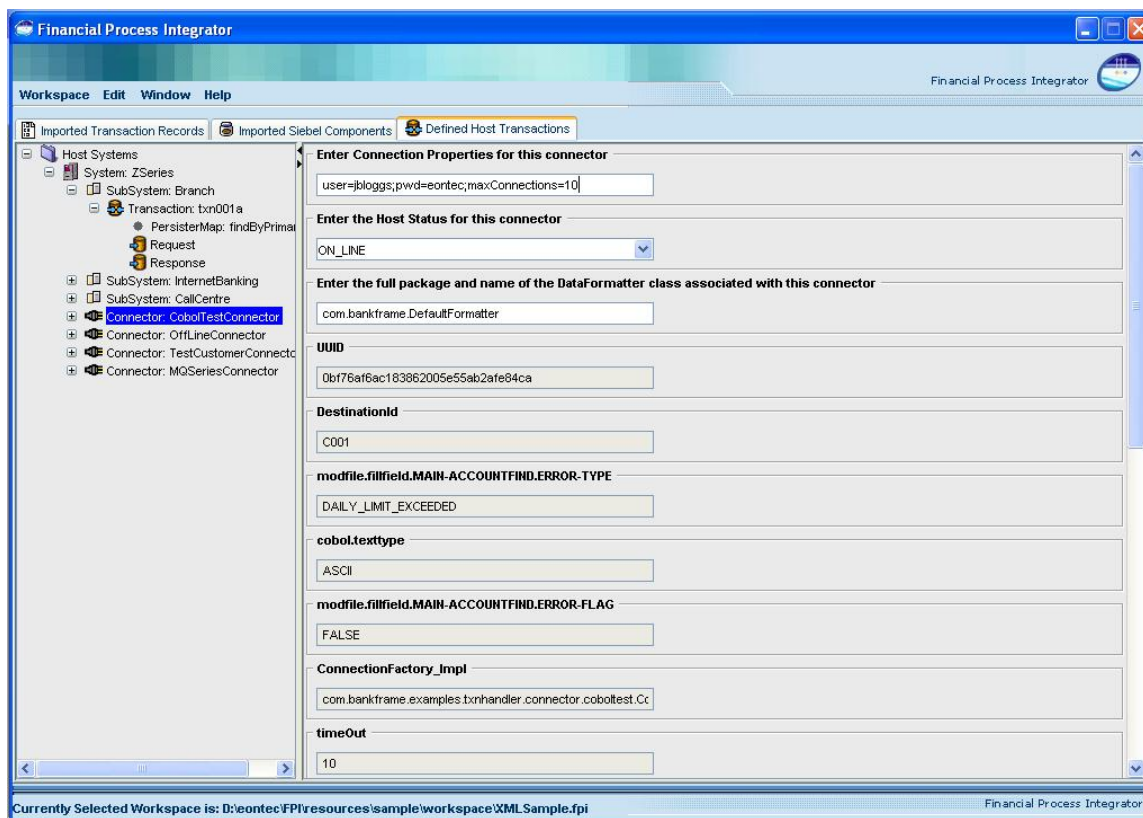 Financial Process Integrator
Financial Process Integrator
Workspace Edit Window Help
Imported Transaction Records Imported Siebel Components Defined Host Transactions
Host Systems
System: ZSeries
SubSystem: Branch
Transaction: txn001a
PersisterMap: findByPrimar
Request
Response
SubSystem: InternetBanking
SubSystem: CallCentre
Connector: CobolTestConnector
Connector: OffLineConnector
Connector: TestCustomerConnecto
Connector: MQSeriesConnector
Enter Connection Properties for this connector
user=jbloggs;pwd=eontec;maxConnections=10
Enter the Host Status for this connector
ON_LINE
Enter the full package and name of the DataFormatter class associated with this connector
com.bankframe.DefaultFormatter
UUID
0bf76af6ac183862005e55ab2afe84ca
DestinationId
C001
modfile.fillfield.MAIN-ACCOUNTFIND.ERROR-TYPE
DAILY_LIMIT_EXCEEDED
cobol.texttype
ASCII
modfile.fillfield.MAIN-ACCOUNTFIND.ERROR-FLAG
FALSE
ConnectionFactory_Impl
com.bankframe.examples.txnhandler.connector.coboltest.Cc
timeOut
10
Currently Selected Workspace is: D:\eontec\FPI\resources\sample\workspace\XMLSample.fpi
Financial Process Integrator